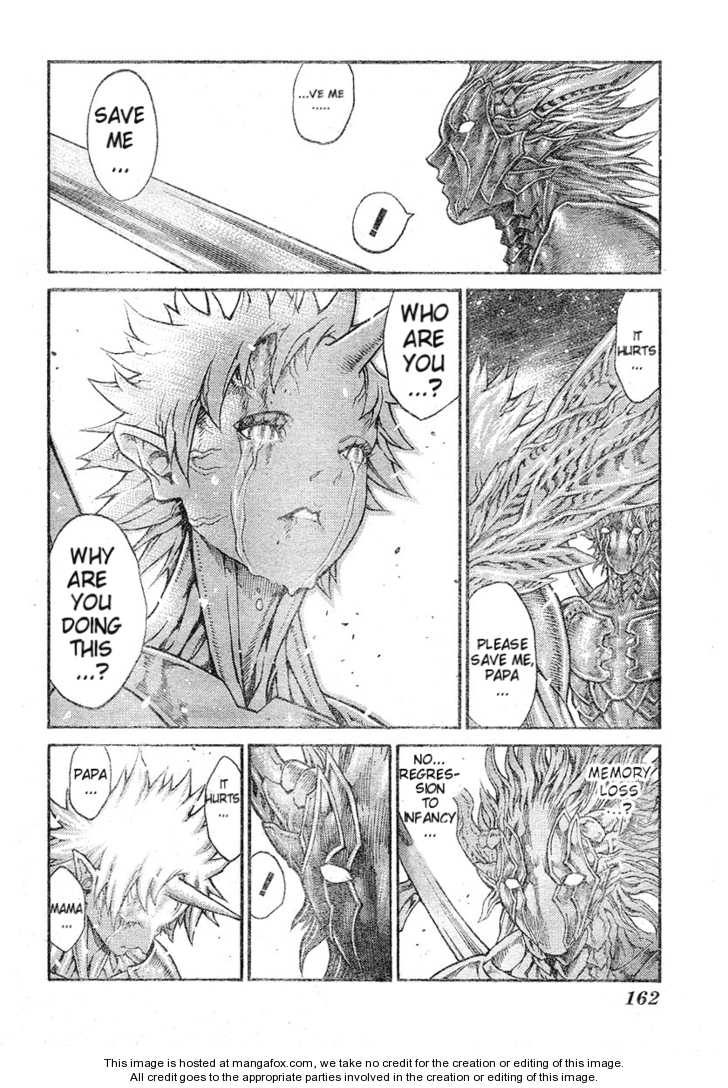 ...VE ME
.....
SAVE
ME
...
IT
HURTS
...
PLEASE
SAVE ME,
PAPA
...
WHO
ARE
YOU
...?
WHY
ARE
YOU
DOING
THIS
...?
MEMORY
LOSS
...?
NO...
REGRES-
SION
TO
INFANCY
...
IT
HURTS
...
PAPA
...
MAMA
...
162
This image is hosted at mangafox.com, we take no credit for the creation or editing of this image.
All credit goes to the appropriate parties involved in the creation or editing of this image.